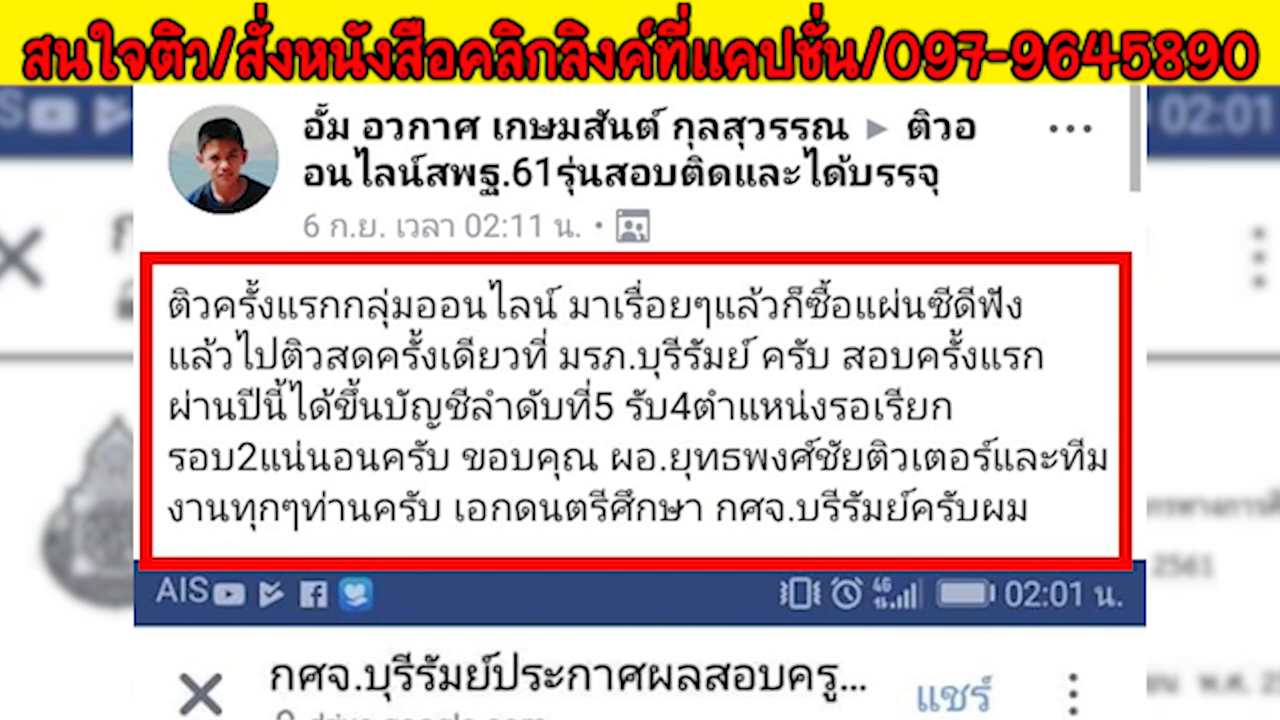 สนใจติว/สั่งหนังสือคลิกลิงค์ที่แคปชั่น/097-9645890
02:01
อั้ม อวกาศ เกษมสันต์ กุลสุวรรณ ▸ ติวอ
อนไลน์สพฐ.61รุ่นสอบติดและได้บรรจุ
6 ก.ย. เวลา 02:11 น. •
ติวครั้งแรกกลุ่มออนไลน์ มาเรื่อยๆแล้วก็ซื้อแผ่นซีดีฟัง
แล้วไปติวสดครั้งเดียวที่ มรภ.บุรีรัมย์ ครับ สอบครั้งแรก
ผ่านปีนี้ได้ขึ้นบัญชีลำดับที่5 รับ4ตำแหน่งรอเรียก
รอบ2แน่นอนครับ ขอบคุณ ผอ.ยุทธพงศ์ชัยติวเตอร์และทีม
งานทุกๆท่านครับ เอกดนตรีศึกษา กศจ.บรีรัมย์ครับผม
2561
AIS 4G 02:01 น.
กศจ.บุรีรัมย์ประกาศผลสอบครู...
แชร์